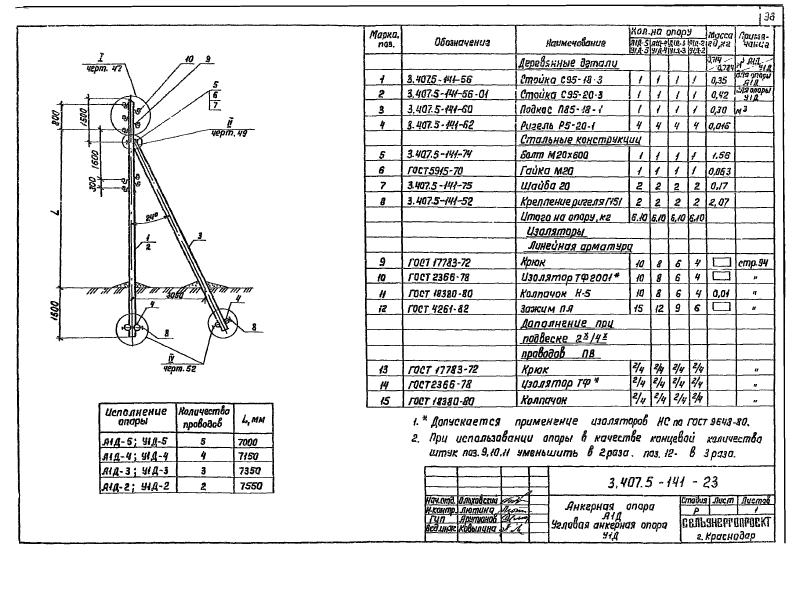 38
I
черт. 47
10
9
5
6
7
IV
черт. 49
800
1500
1600
300
L
24°
3
1
2
3050
1800
4
4
8
8
IV
черт. 52
Исполнение опоры | Количество проводов | L, мм
А1Д-5; У1Д-5 | 5 | 7000
А1Д-4; У1Д-4 | 4 | 7150
А1Д-3; У1Д-3 | 3 | 7350
А1Д-2; У1Д-2 | 2 | 7550
Марка, поз. | Обозначение | Наименование | Кол. на опору | Масса ед., кг | Примечание
А1Д-5 У1Д-5 | А1Д-4 У1Д-4 | А1Д-3 У1Д-3 | А1Д-2 У1Д-2
Деревянные детали
1 | 3.407.5-141-56 | Стойка С95-18-3 | 1 | 1 | 1 | 1 | 0,35 | для опоры А1Д
2 | 3.407.5-141-56-01 | Стойка С95-20-3 | 1 | 1 | 1 | 1 | 0,42 | для опоры У1Д
3 | 3.407.5-141-60 | Подкос П85-18-1 | 1 | 1 | 1 | 1 | 0,30 | м³
4 | 3.407.5-141-62 | Ригель Р5-20-1 | 4 | 4 | 4 | 4 | 0,016
Стальные конструкции
5 | 3.407.5-141-74 | Болт М20х600 | 1 | 1 | 1 | 1 | 1,56
6 | ГОСТ 5915-70 | Гайка М20 | 1 | 1 | 1 | 1 | 0,063
7 | 3.407.5-141-75 | Шайба 20 | 2 | 2 | 2 | 2 | 0,17
8 | 3.407.5-141-52 | Крепление ригеля Г151 | 2 | 2 | 2 | 2 | 2,07
Итого на опору, кг | 6,10 | 6,10 | 6,10 | 6,10
Изоляторы
Линейная арматура
9 | ГОСТ 17783-72 | Крюк | 10 | 8 | 6 | 4 | стр. 94
10 | ГОСТ 2366-78 | Изолятор ТФ2001* | 10 | 8 | 6 | 4 | "
11 | ГОСТ 18380-80 | Колпачок К-5 | 10 | 8 | 6 | 4 | 0,01 | "
12 | ГОСТ 4261-82 | Зажим ПА | 15 | 12 | 9 | 6 | "
Дополнение при
подвеске 2х/4х
проводов ПВ
13 | ГОСТ 17783-72 | Крюк | 2/4 | 2/4 | 2/4 | 2/4 | "
14 | ГОСТ 2366-78 | Изолятор ТФ* | 2/4 | 2/4 | 2/4 | 2/4 | "
15 | ГОСТ 18380-80 | Колпачок | 2/4 | 2/4 | 2/4 | 2/4 | "
1. * Допускается применение изоляторов НС по ГОСТ 9648-80.
2. При использовании опоры в качестве концевой количество
штук поз. 9,10,11 уменьшить в 2 раза. поз. 12- в 3 раза.
3.407.5-141-23
Нач.отд. Ольховский
Н.контр. Лютина
ГИП Арутюнов
Вед.инж. Ковылина
Анкерная опора
А1Д
Угловая анкерная опора
У1Д
Стадия | Лист | Листов
Р | 1
СЕЛЬЭНЕРГОПРОЕКТ
г. Краснодар